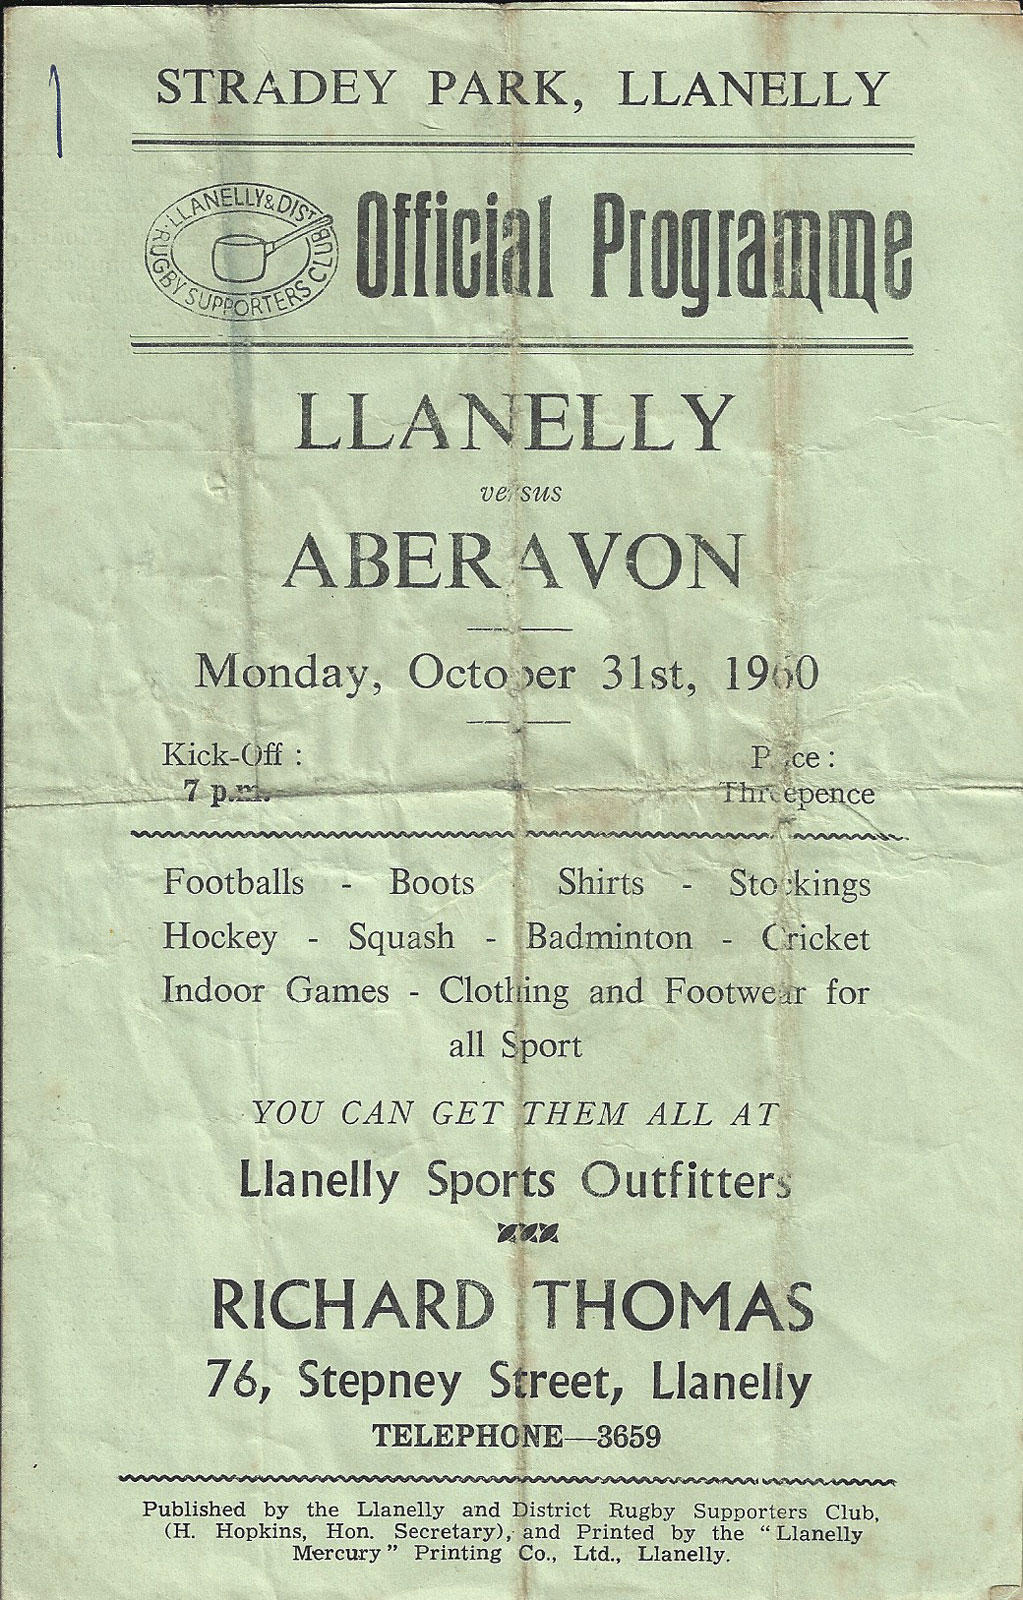 STRADEY PARK, LLANELLY
LLANELLY & DIST RUGBY SUPPORTERS CLUB
Official Programme
LLANELLY
versus
ABERAVON
Monday, October 31st, 1960
Kick-Off : Price :
7 p.m. Threepence
Footballs - Boots Shirts - Stockings
Hockey - Squash - Badminton - Cricket
Indoor Games - Clothing and Footwear for
all Sport
YOU CAN GET THEM ALL AT
Llanelly Sports Outfitters
RICHARD THOMAS
76, Stepney Street, Llanelly
TELEPHONE—3659
Published by the Llanelly and District Rugby Supporters Club,
(H. Hopkins, Hon. Secretary), and Printed by the “Llanelly
Mercury” Printing Co., Ltd., Llanelly.